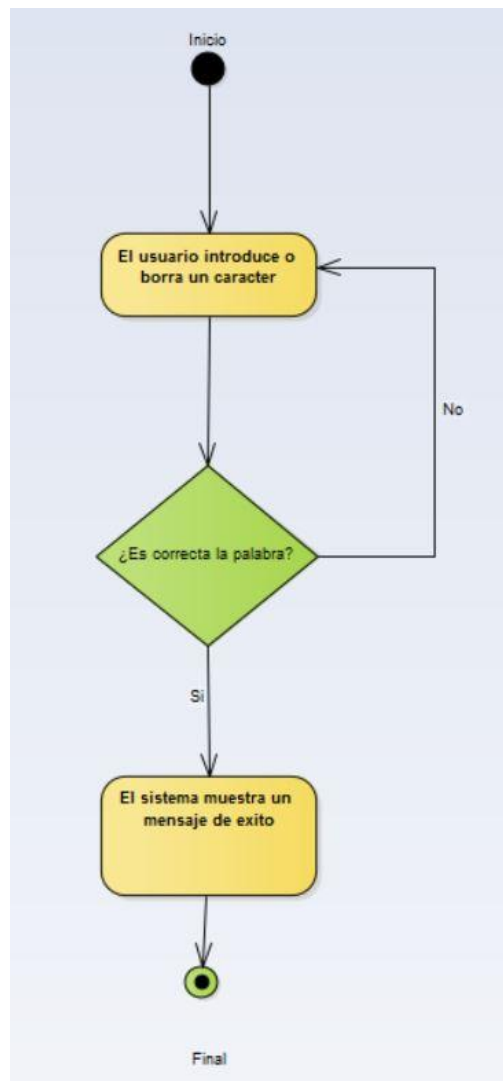 Inicio
El usuario introduce o
borra un caracter
No
¿Es correcta la palabra?
Si
El sistema muestra un
mensaje de exito
Final